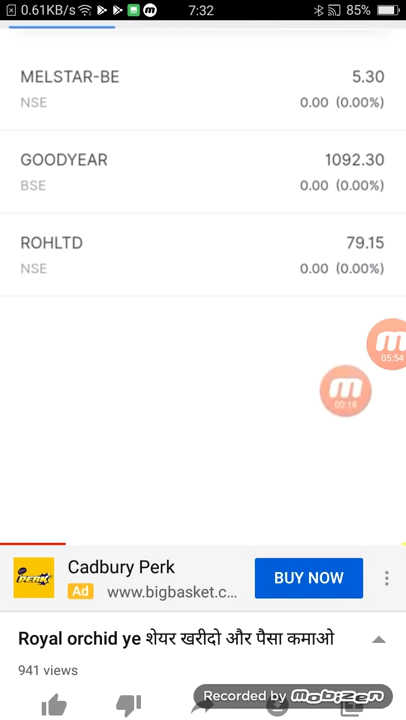 0.61KB/s 7:32 85%
MELSTAR-BE 5.30
NSE 0.00 (0.00%)
GOODYEAR 1092.30
BSE 0.00 (0.00%)
ROHLTD 79.15
NSE 0.00 (0.00%)
05:54
00:19
PERK
Cadbury Perk
Ad www.bigbasket.c...
BUY NOW
Royal orchid ye शेयर खरीदो और पैसा कमाओ
941 views
Recorded by mobizen